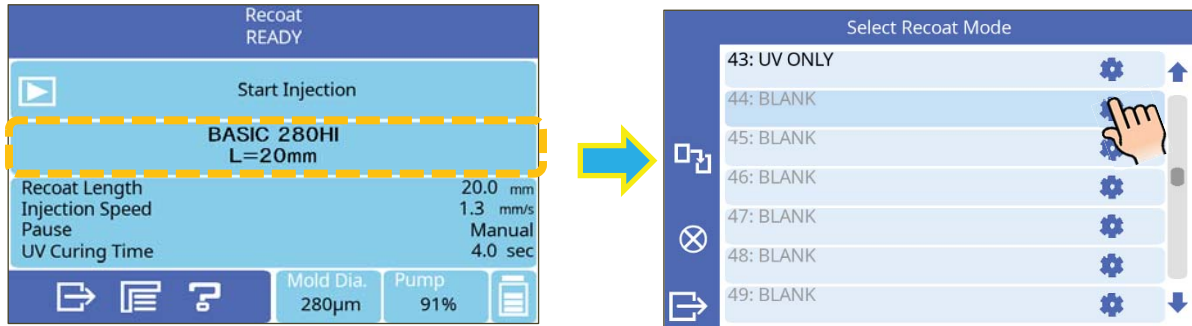 Recoat
READY
Start Injection
BASIC 280HI
L=20mm
Recoat Length 20.0 mm
Injection Speed 1.3 mm/s
Pause Manual
UV Curing Time 4.0 sec
Mold Dia. Pump
280µm 91%
Select Recoat Mode
43: UV ONLY
44: BLANK
45: BLANK
46: BLANK
47: BLANK
48: BLANK
49: BLANK